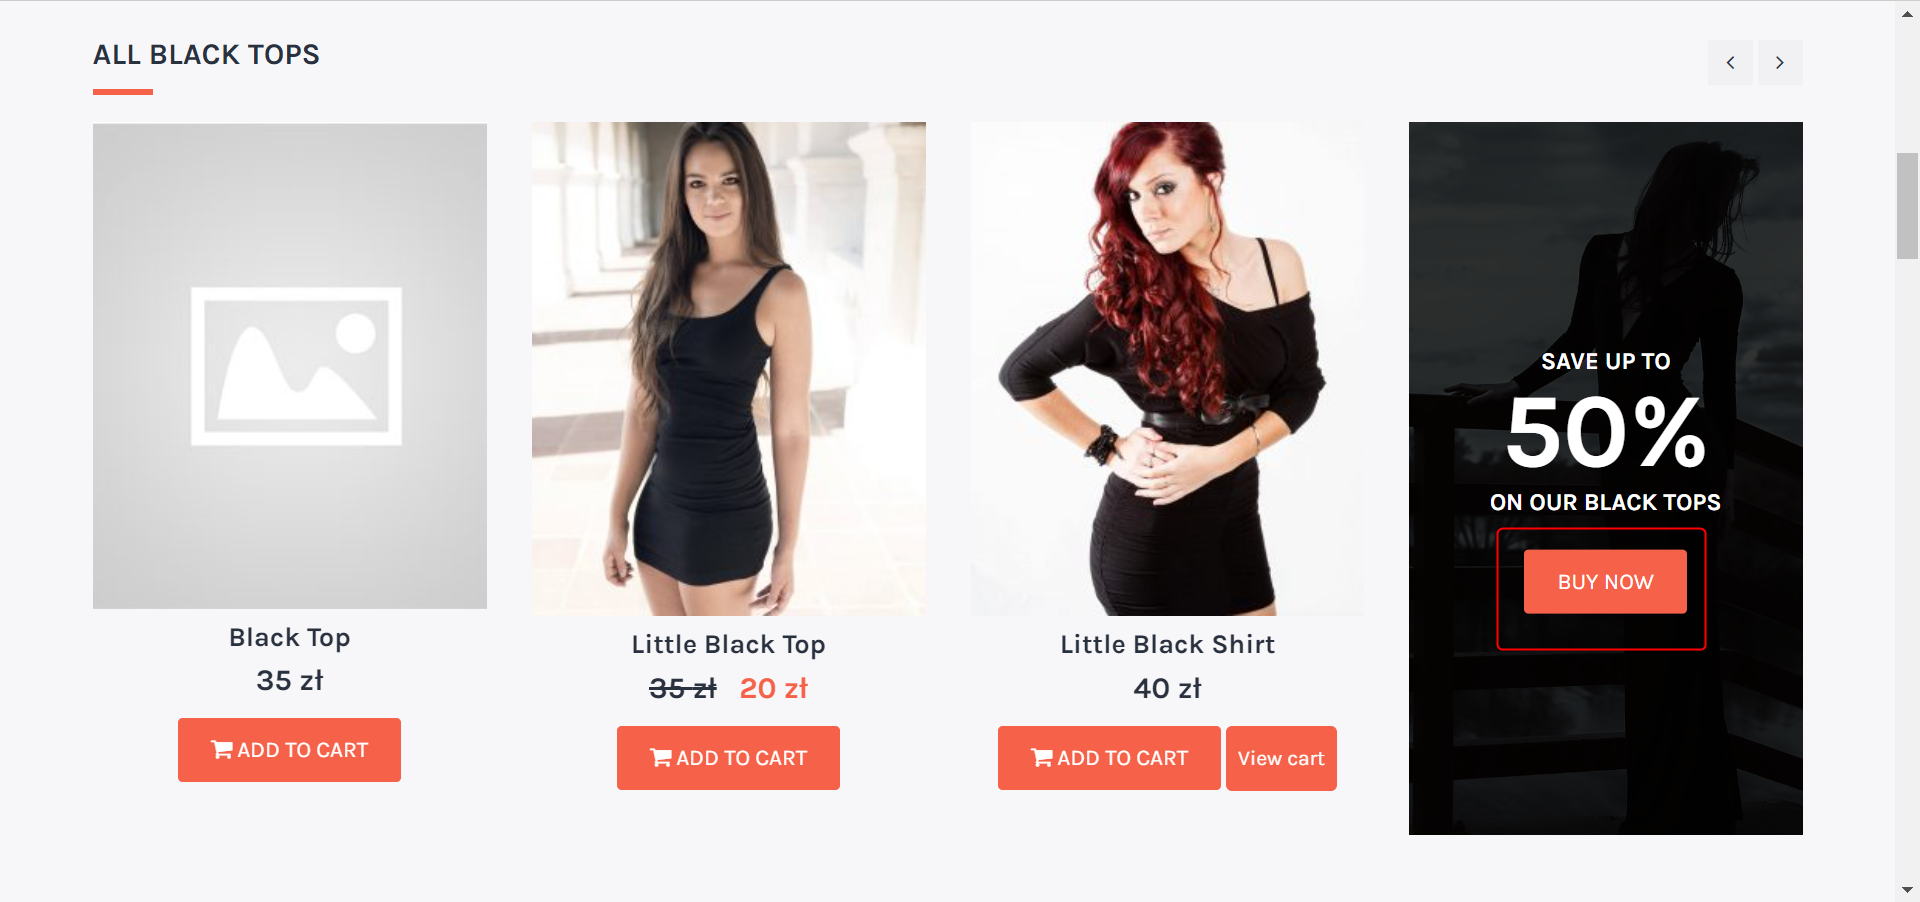 ALL BLACK TOPS
Black Top
35 zł
ADD TO CART
Little Black Top
35 zł 20 zł
ADD TO CART
Little Black Shirt
40 zł
ADD TO CART View cart
SAVE UP TO
50%
ON OUR BLACK TOPS
BUY NOW